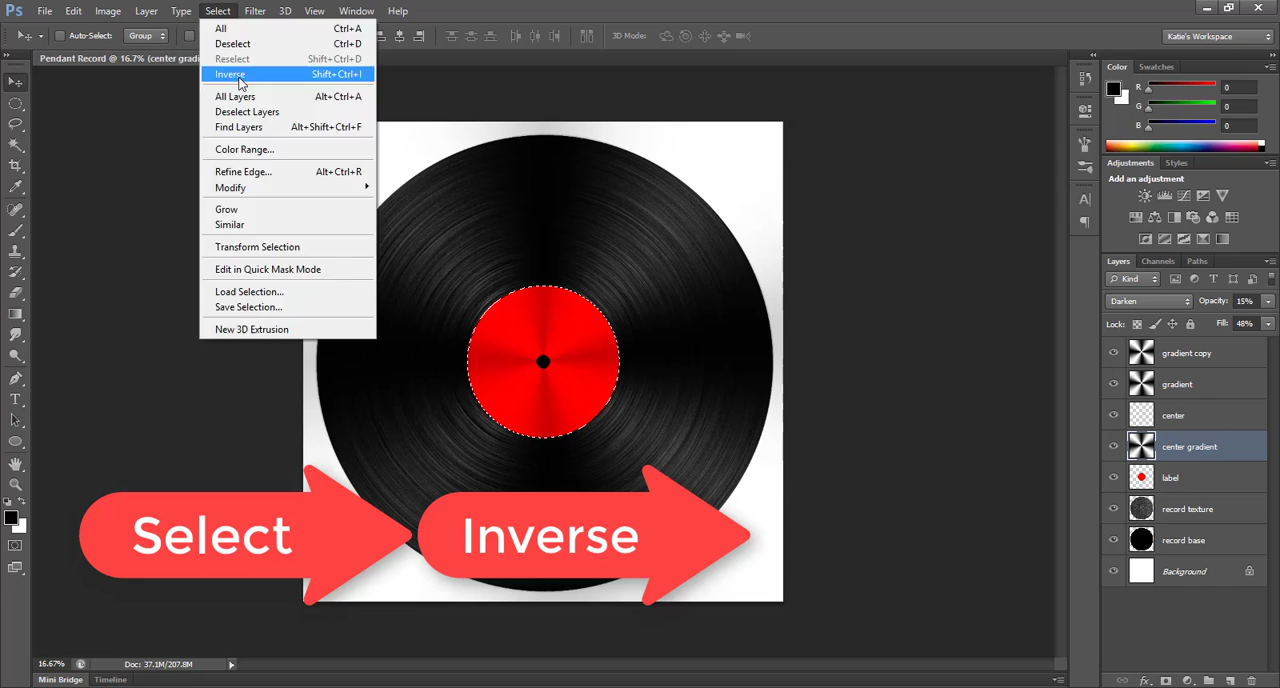 Ps File Edit Image Layer Type Select Filter 3D View Window Help
Auto-Select: Group 3D Mode: Katie's Workspace
Pendant Record @ 16.7% (center gradi
All Ctrl+A
Deselect Ctrl+D
Reselect Shift+Ctrl+D
Inverse Shift+Ctrl+I
All Layers Alt+Ctrl+A
Deselect Layers
Find Layers Alt+Shift+Ctrl+F
Color Range...
Refine Edge... Alt+Ctrl+R
Modify
Grow
Similar
Transform Selection
Edit in Quick Mask Mode
Load Selection...
Save Selection...
New 3D Extrusion
Select Inverse
Color Swatches
R 0
G 0
B 0
Adjustments Styles
Add an adjustment
Layers Channels Paths
Kind
Darken Opacity: 15%
Lock: Fill: 48%
gradient copy
gradient
center
center gradient
label
record texture
record base
Background
16.67% Doc: 37.1M/207.8M
Mini Bridge Timeline